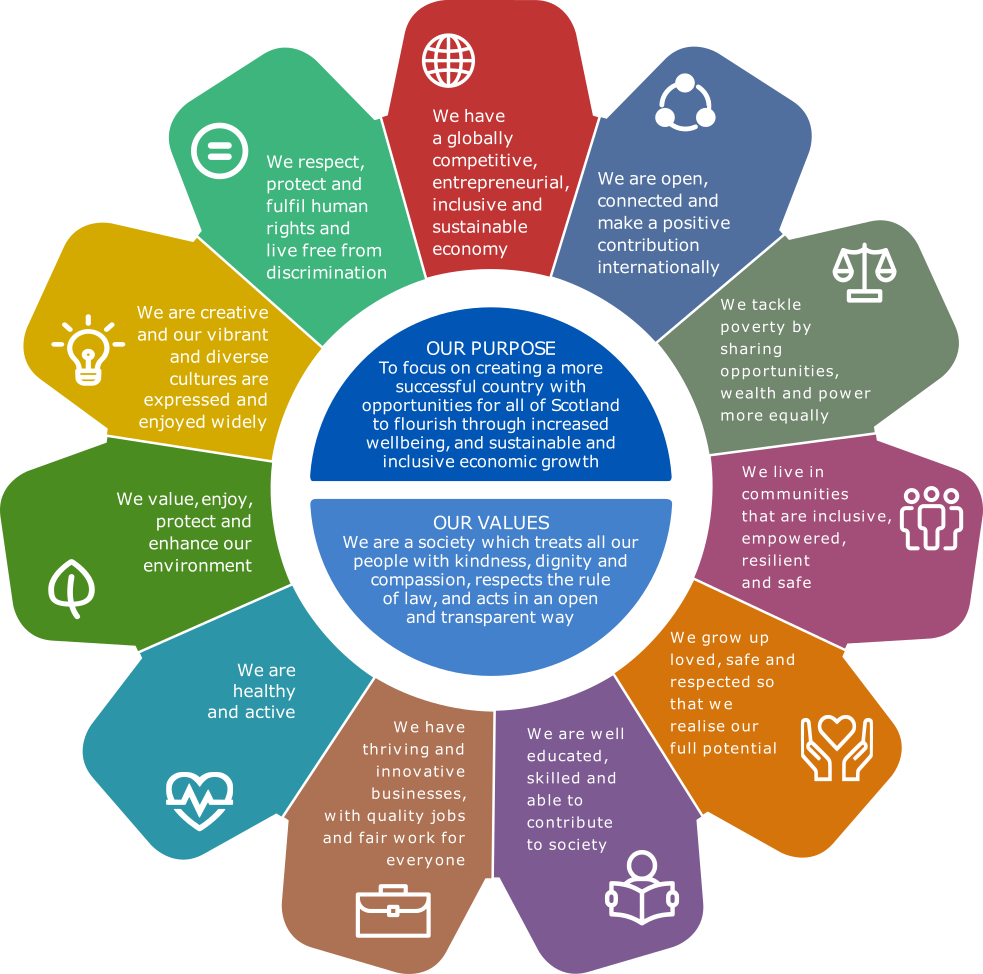 We have
a globally
competitive,
entrepreneurial,
inclusive and
sustainable
economy
We are open,
connected and
make a positive
contribution
internationally
We tackle
poverty by
sharing
opportunities,
wealth and power
more equally
We live in
communities
that are inclusive,
empowered,
resilient
and safe
We grow up
loved, safe and
respected so
that we
realise our
full potential
We are well
educated,
skilled and
able to
contribute
to society
We have
thriving and
innovative
businesses,
with quality jobs
and fair work for
everyone
We are
healthy
and active
We value, enjoy,
protect and
enhance our
environment
We are creative
and our vibrant
and diverse
cultures are
expressed and
enjoyed widely
We respect,
protect and
fulfil human
rights and
live free from
discrimination
OUR PURPOSE
To focus on creating a more
successful country with
opportunities for all of Scotland
to flourish through increased
wellbeing, and sustainable and
inclusive economic growth
OUR VALUES
We are a society which treats all our
people with kindness, dignity and
compassion, respects the rule
of law, and acts in an open
and transparent way